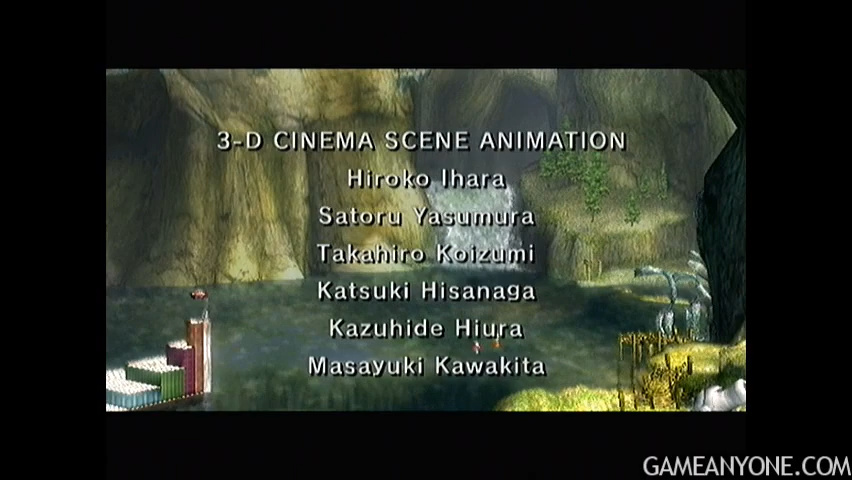 3-D CINEMA SCENE ANIMATION
Hiroko Ihara
Satoru Yasumura
Takahiro Koizumi
Katsuki Hisanaga
Kazuhide Hiura
Masayuki Kawakita
GAMEANYONE.COM